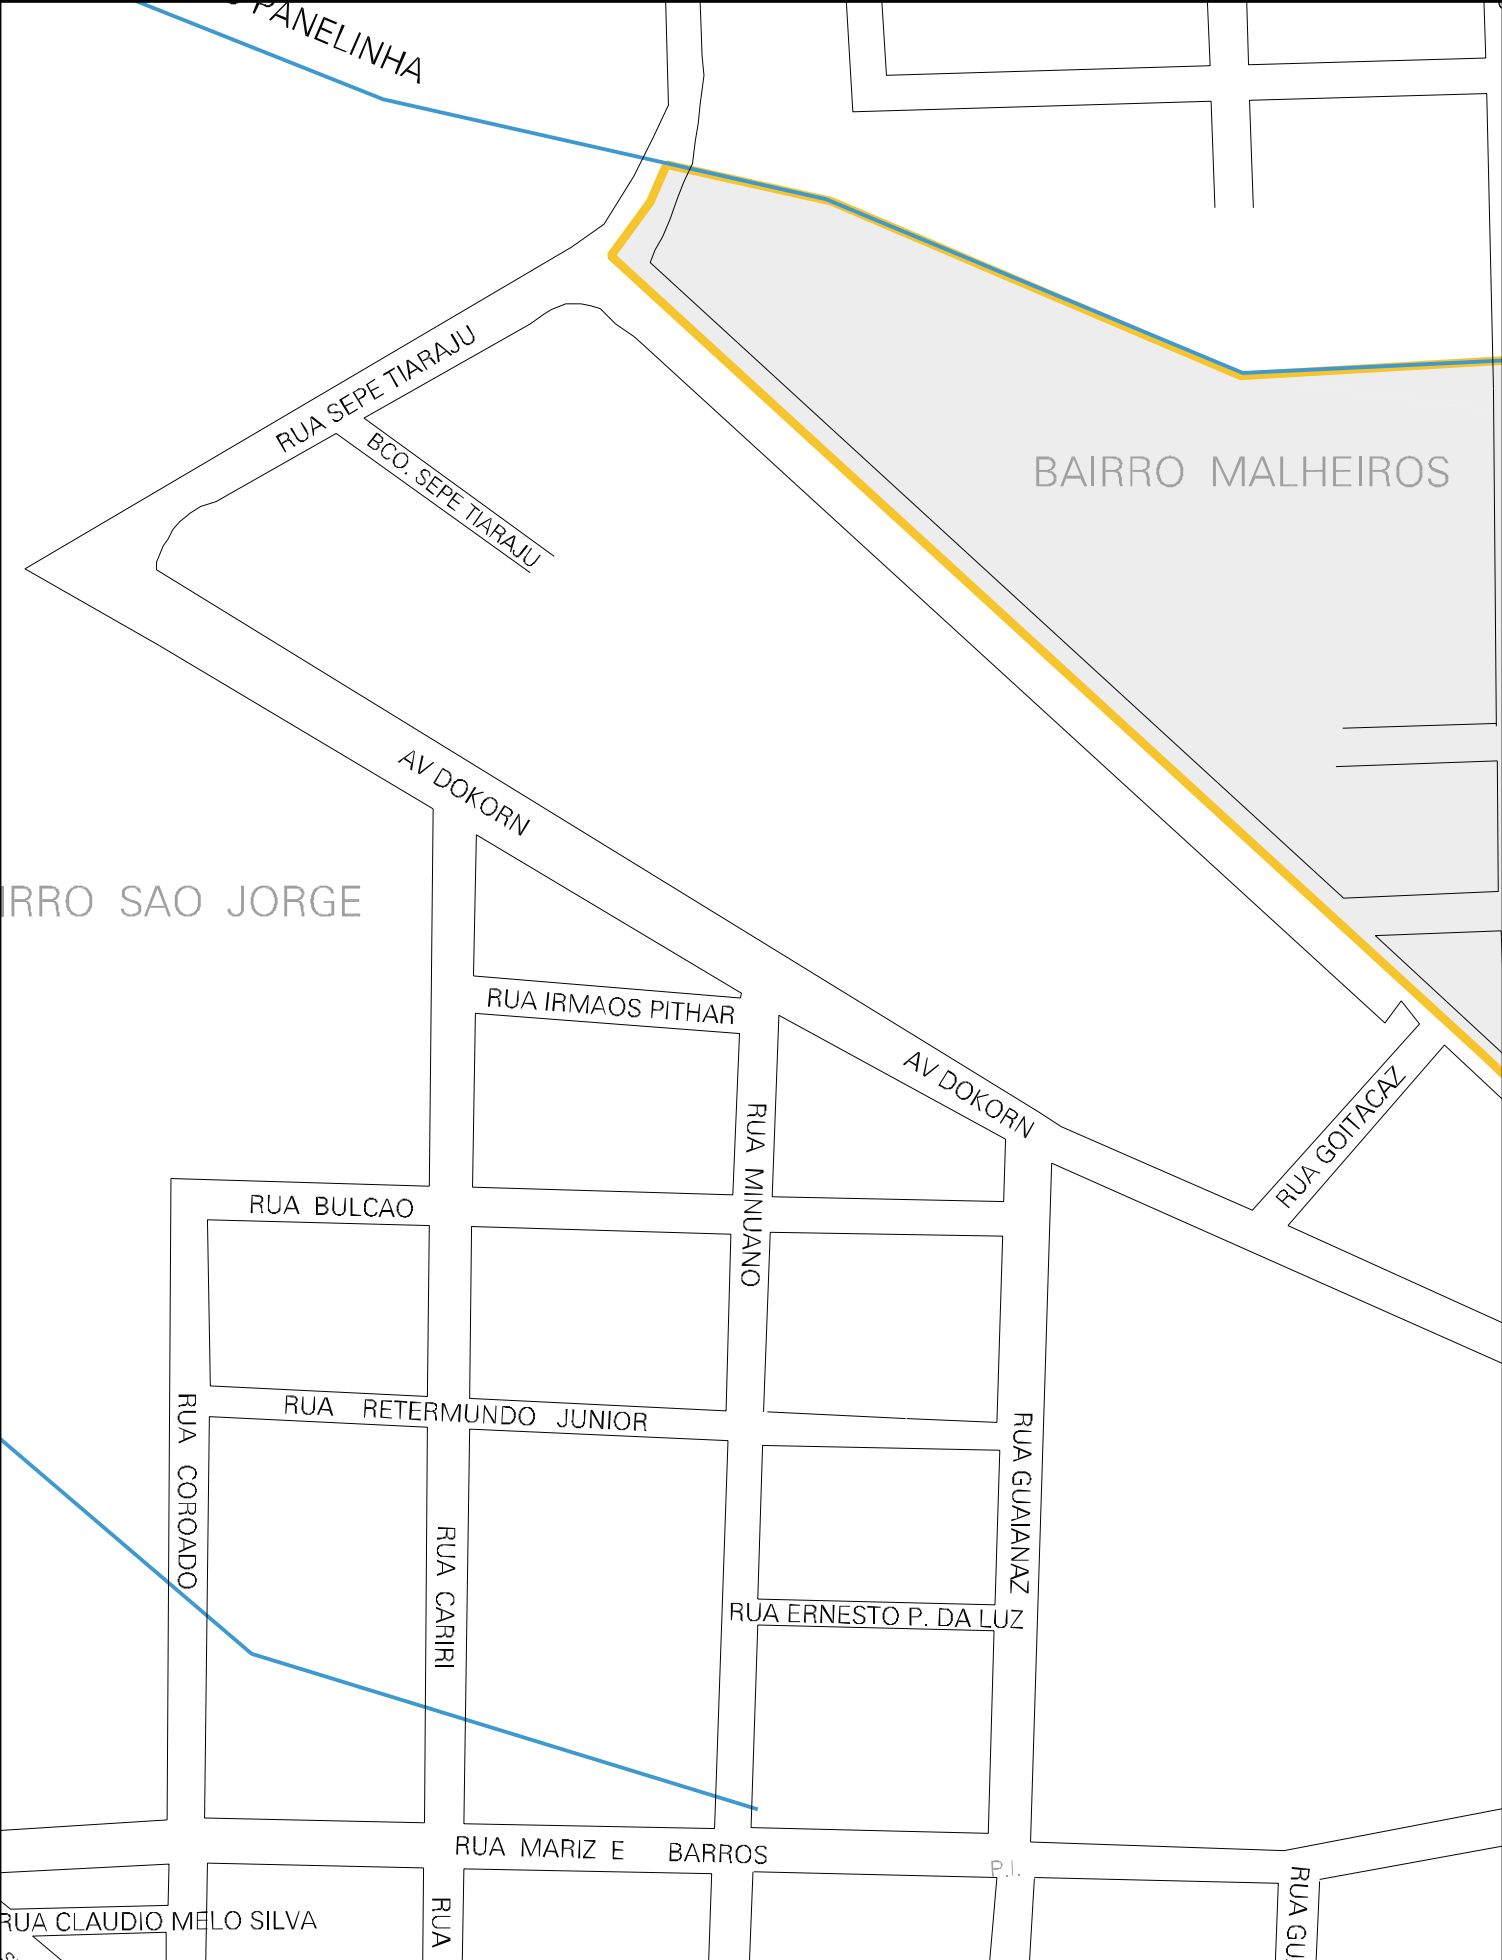 PANELINHA
RUA SEPE TIARAJU
BCO. SEPE TIARAJU
BAIRRO MALHEIROS
AV DOKORN
IRRO SAO JORGE
RUA IRMAOS PITHAR
AV DOKORN
RUA GOITACAZ
RUA MINUANO
RUA BULCAO
RUA RETERMUNDO JUNIOR
RUA COROADO
RUA GUAIANAZ
RUA CARIRI
RUA ERNESTO P. DA LUZ
RUA MARIZ E BARROS
P.I.
RUA GU
RUA
RUA CLAUDIO MELO SILVA